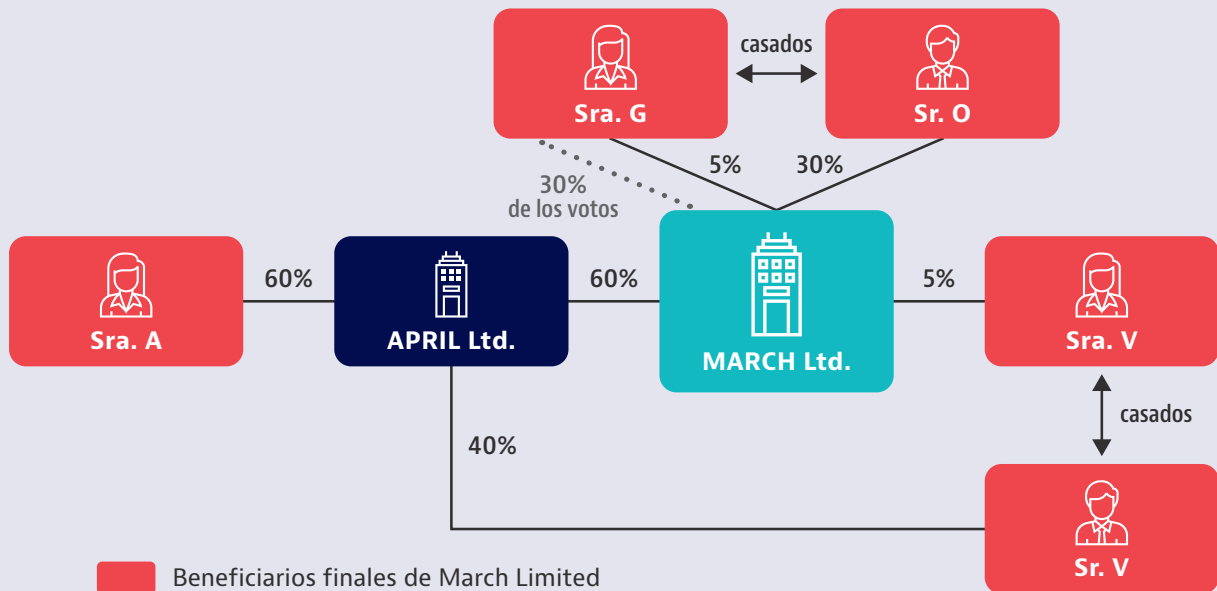 casados
Sra. G
Sr. O
5%
30%
30%
de los votos
60%
60%
5%
Sra. A
APRIL Ltd.
MARCH Ltd.
Sra. V
casados
40%
Sr. V
Beneficiarios finales de March Limited